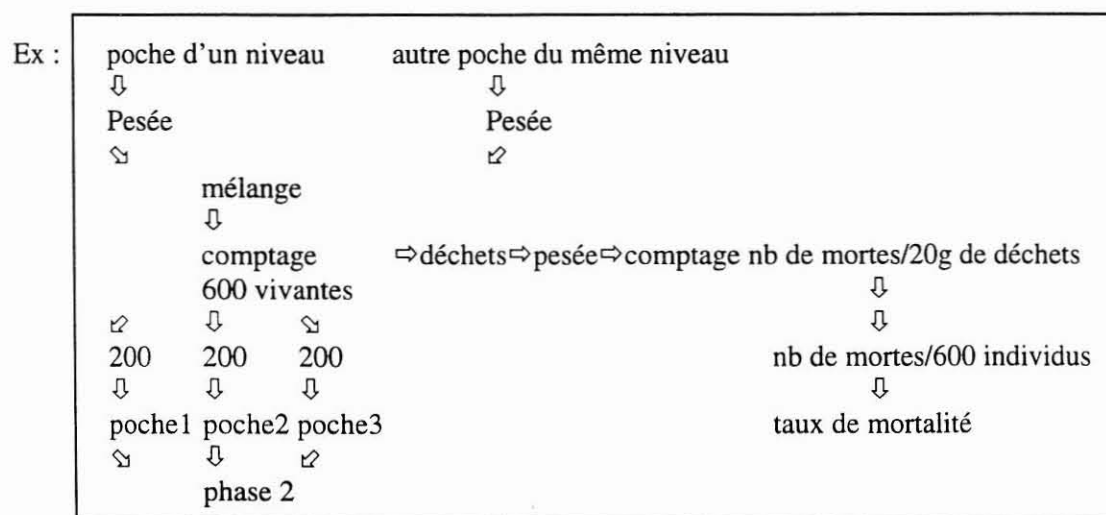 Ex : poche d'un niveau autre poche du même niveau
⇩ ⇩
Pesée Pesée
⬂ ⬃
mélange
⇩
comptage ⇨déchets⇨pesée⇨comptage nb de mortes/20g de déchets
600 vivantes ⇩
⬃ ⇩ ⬂ ⇩
200 200 200 nb de mortes/600 individus
⇩ ⇩ ⇩ ⇩
poche1 poche2 poche3 taux de mortalité
⬂ ⇩ ⬃
phase 2